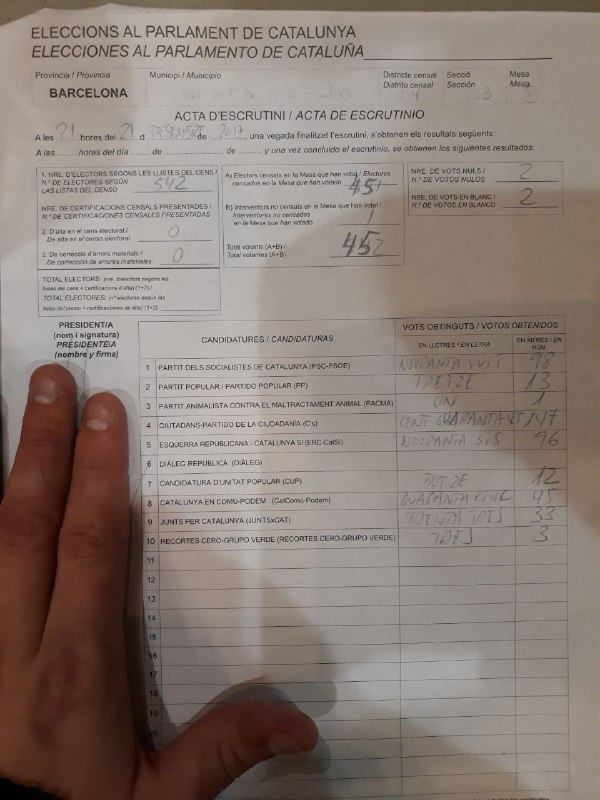 ELECCIONS AL PARLAMENT DE CATALUNYA
ELECCIONES AL PARLAMENTO DE CATALUÑA
Província / Provincia Municipi / Municipio Districte censal Secció Mesa
Distrito censal Sección Mesa
BARCELONA
ACTA D'ESCRUTINI / ACTA DE ESCRUTINIO
A les 21 hores del 21 d DESEMBRE de 2017, una vegada finalitzat l'escrutini, s'obtenen els resultats següents:
A las ........horas del día............ de .................. de ........ y una vez concluido el escrutinio, se obtienen los siguientes resultados:
1. NRE. D'ELECTORS SEGONS LES LLISTES DEL CENS /
N.º DE ELECTORES SEGÚN
LAS LISTAS DEL CENSO 542
NRE. DE CERTIFICACIONS CENSALS PRESENTADES /
N.º DE CERTIFICACIONES CENSALES PRESENTADAS
2. D'alta en el cens electoral /
De alta en el censo electoral 0
3. De correcció d'errors materials /
De corrección de errores materiales: 0
TOTAL ELECTORS: (nre. d'electors segons les
llistes del cens + certificacions d'alta) (1+2) /
TOTAL ELECTORES: (nº electores según las
listas del censo + certificaciones de alta) (1+2)
A) Electors censats en la Mesa que han votat / Electores
censados en la Mesa que han votado 451
B) Interventors no censats en la Mesa que han votat /
Interventores no censados
en la Mesa que han votado 1
Total votants (A+B) /
Total votantes (A+B) 452
NRE. DE VOTS NULS /
N.º DE VOTOS NULOS 2
NRE. DE VOTS EN BLANC /
N.º DE VOTOS EN BLANCO 2
PRESIDENT/A
(nom i signatura)
PRESIDENTE/A
(nombre y firma)
CANDIDATURES / CANDIDATURAS VOTS OBTINGUTS / VOTOS OBTENIDOS
EN LLETRES / EN LETRA EN XIFRES / EN NÚM.
1 PARTIT DELS SOCIALISTES DE CATALUNYA (PSC-PSOE) NORANTA VUIT 98
2 PARTIT POPULAR / PARTIDO POPULAR (PP) TRETZE 13
3 PARTIT ANIMALISTA CONTRA EL MALTRACTAMENT ANIMAL (PACMA) UN 1
4 CIUTADANS-PARTIDO DE LA CIUDADANÍA (C's) CENT QUARANTA SET 147
5 ESQUERRA REPUBLICANA - CATALUNYA SÍ (ERC-CatSí) NORANTA SIS 96
6 DIÀLEG REPUBLICÀ (DIÀLEG)
7 CANDIDATURA D'UNITAT POPULAR (CUP) DOTZE 12
8 CATALUNYA EN COMÚ-PODEM (CatComú-Podem) QUARANTA CINC 45
9 JUNTS PER CATALUNYA (JUNTSxCAT) TRENTA TRES 33
10 RECORTES CERO-GRUPO VERDE (RECORTES CERO-GRUPO VERDE) TRES 3
11
12
13
14
15
16
17
18
19
20